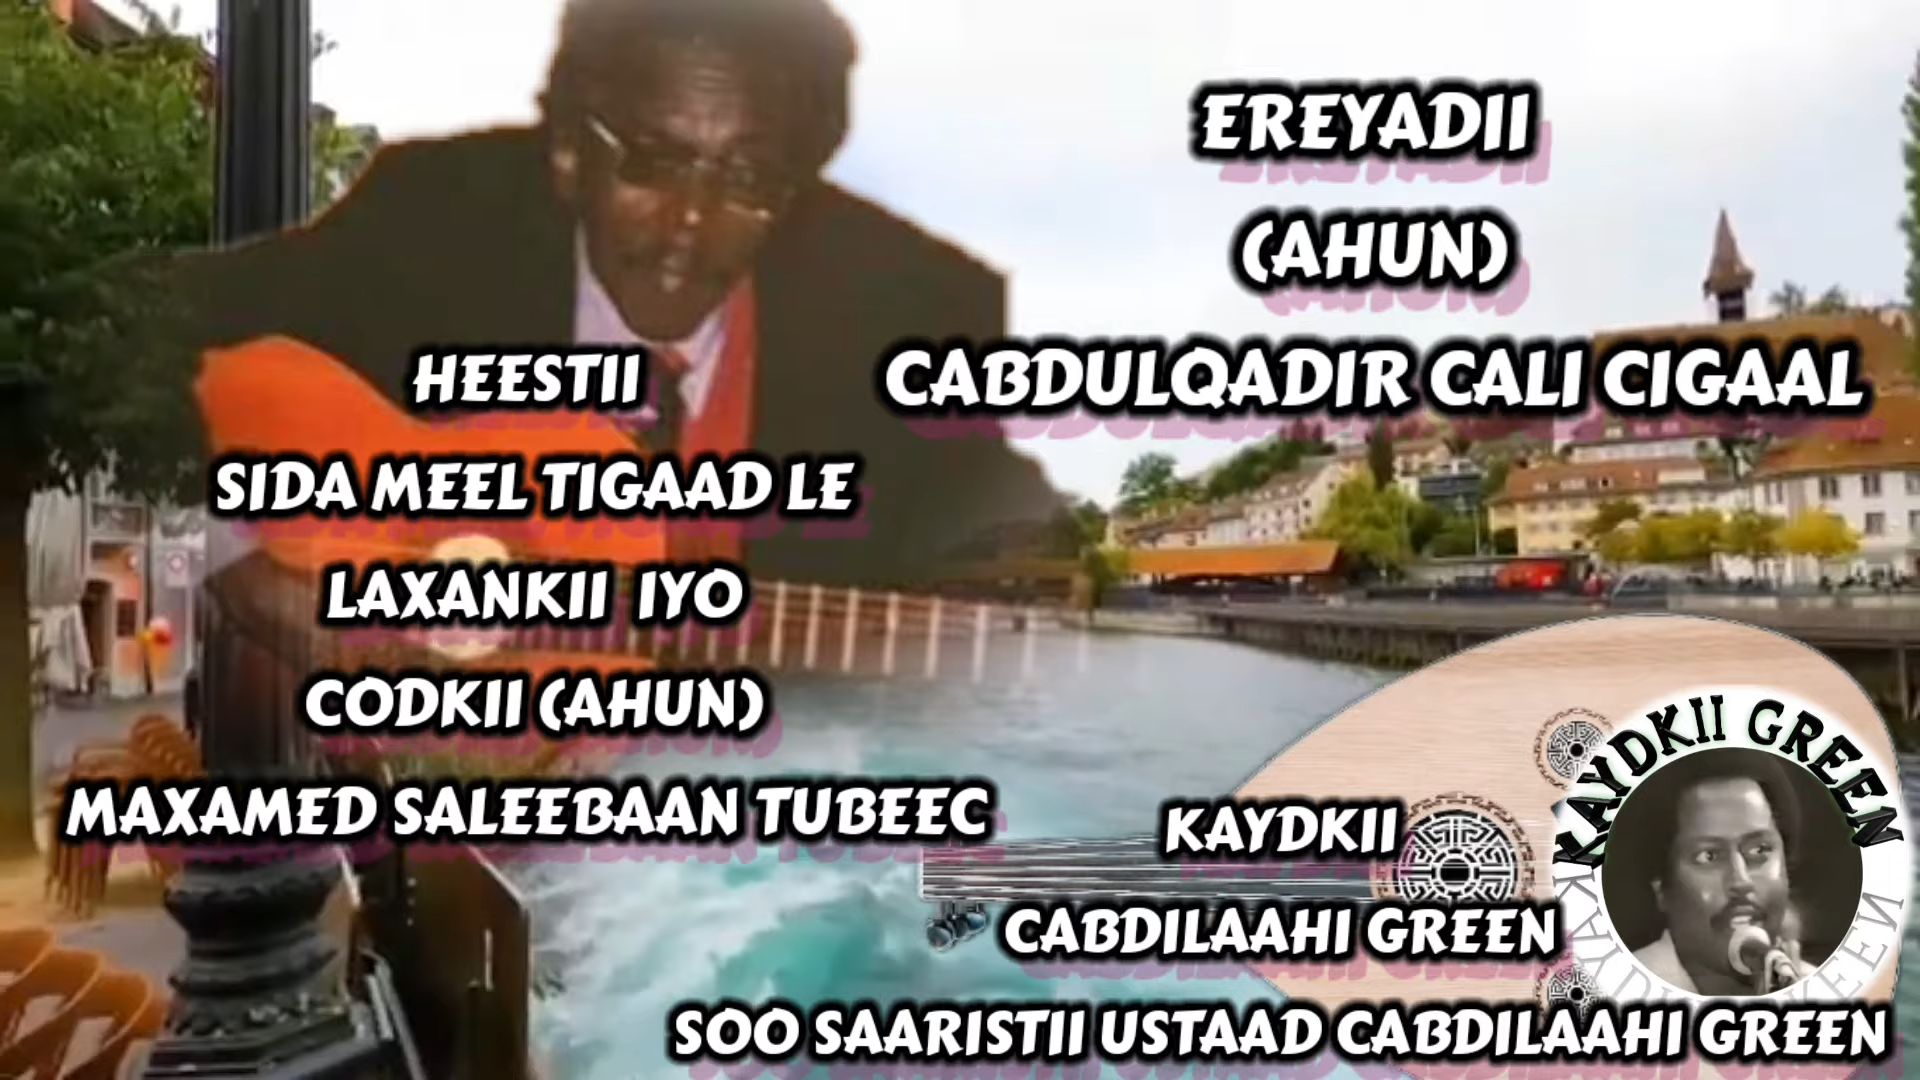 HEESTII
SIDA MEEL TIGAAD LE
LAXANKII IYO
CODKII (AHUN)
MAXAMED SALEEBAAN TUBEEC
EREYADII
(AHUN)
CABDULQADIR CALI CIGAAL
KAYDKII
CABDILAAHI GREEN
KAYDKII GREEN
SOO SAARISTII USTAAD CABDILAAHI GREEN